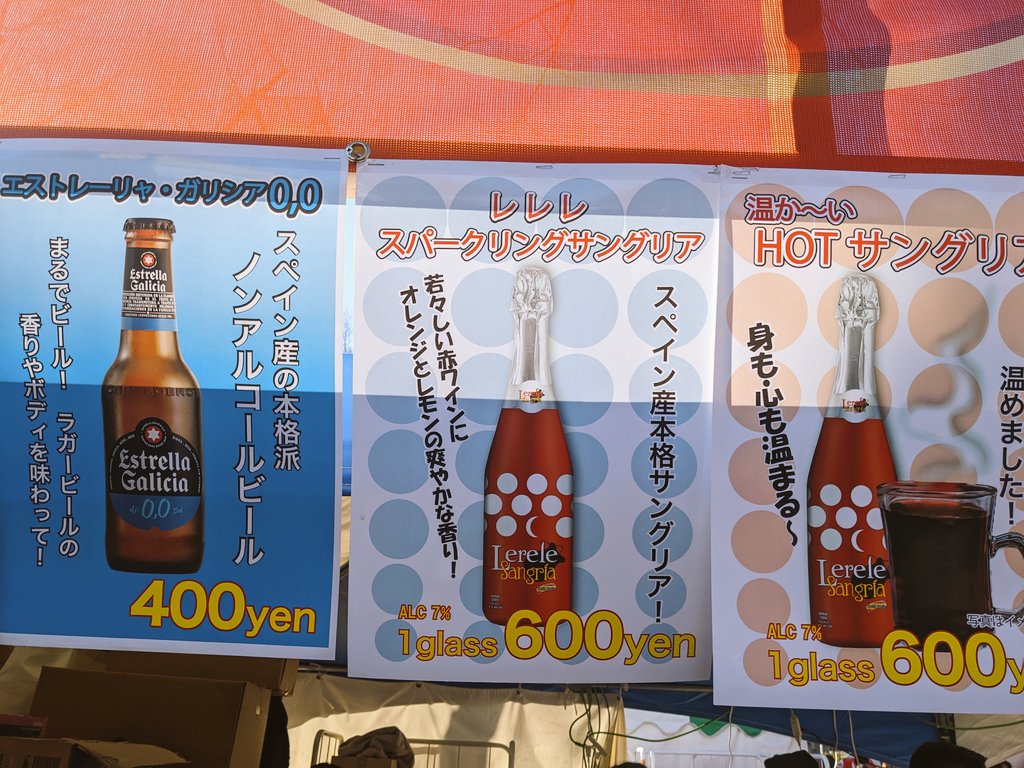 エストレーリャ・ガリシア0,0
スペイン産の本格派
ノンアルコールビール
まるでビール! ラガービールの
香りやボディを味わって!
Estrella
Galicia
Estrella
Galicia
0,0
400yen
レレレ
スパークリングサングリア
スペイン産本格サングリア!
若々しい赤ワインに
オレンジとレモンの爽やかな香り!
Lerele
Sangría
ALC 7%
1glass 600yen
温か〜い
HOT サングリア
温めました!
身も・心も温まる〜
Lerele
Sangría
写真はイ
ALC 7%
1glass 600y